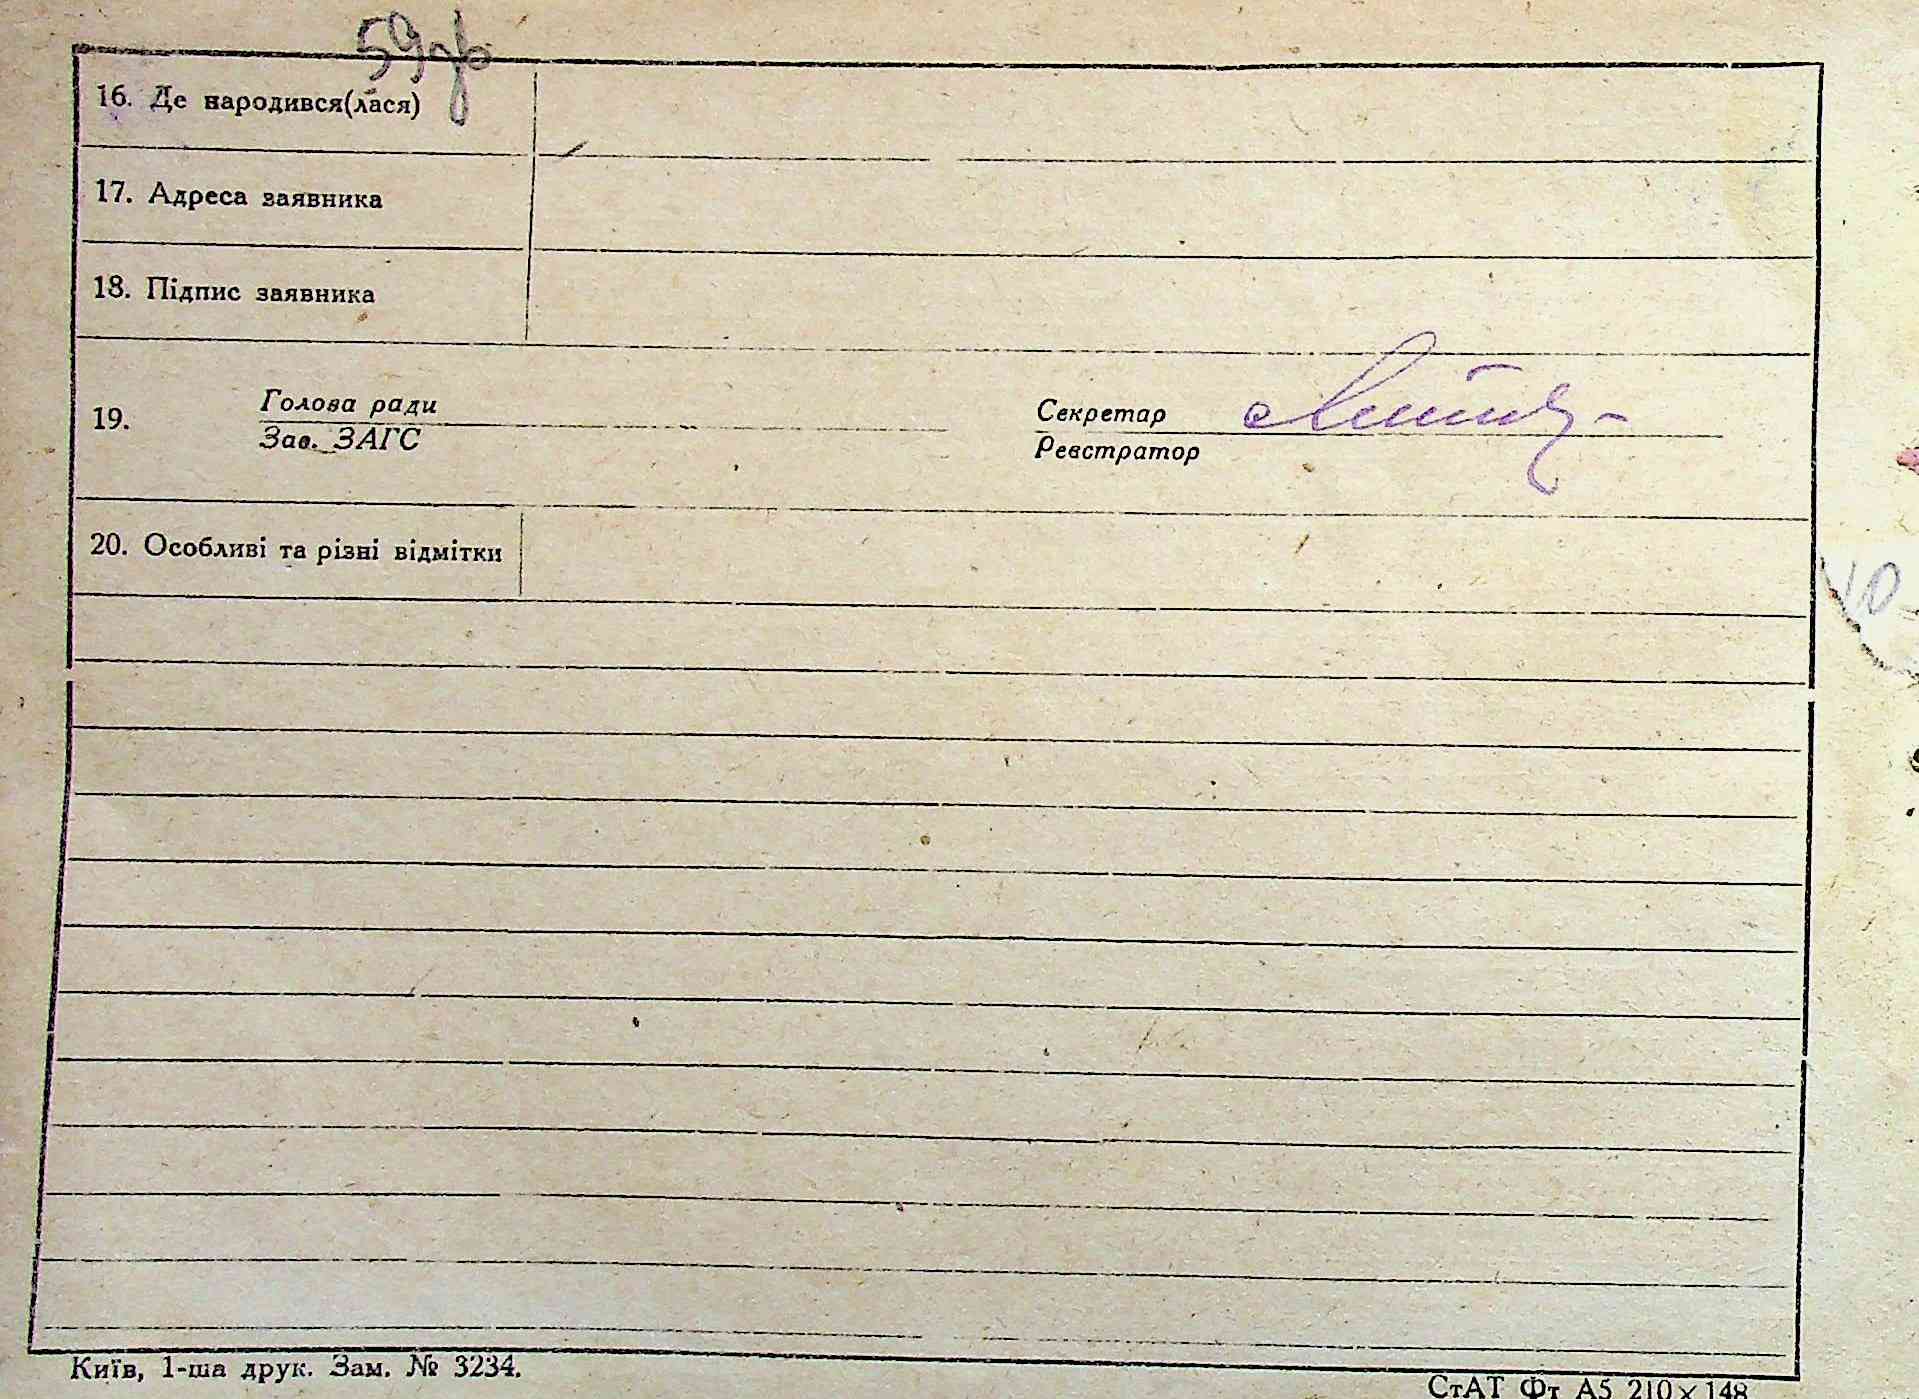 59зв
16. Де народився(лася)
17. Адреса заявника
18. Підпис заявника
19. Голова ради Секретар
Зав. ЗАГС Реєстратор
20. Особливі та різні відмітки
Київ, 1-ша друк. Зам. № 3234.
СтАТ Фт А5 210×148